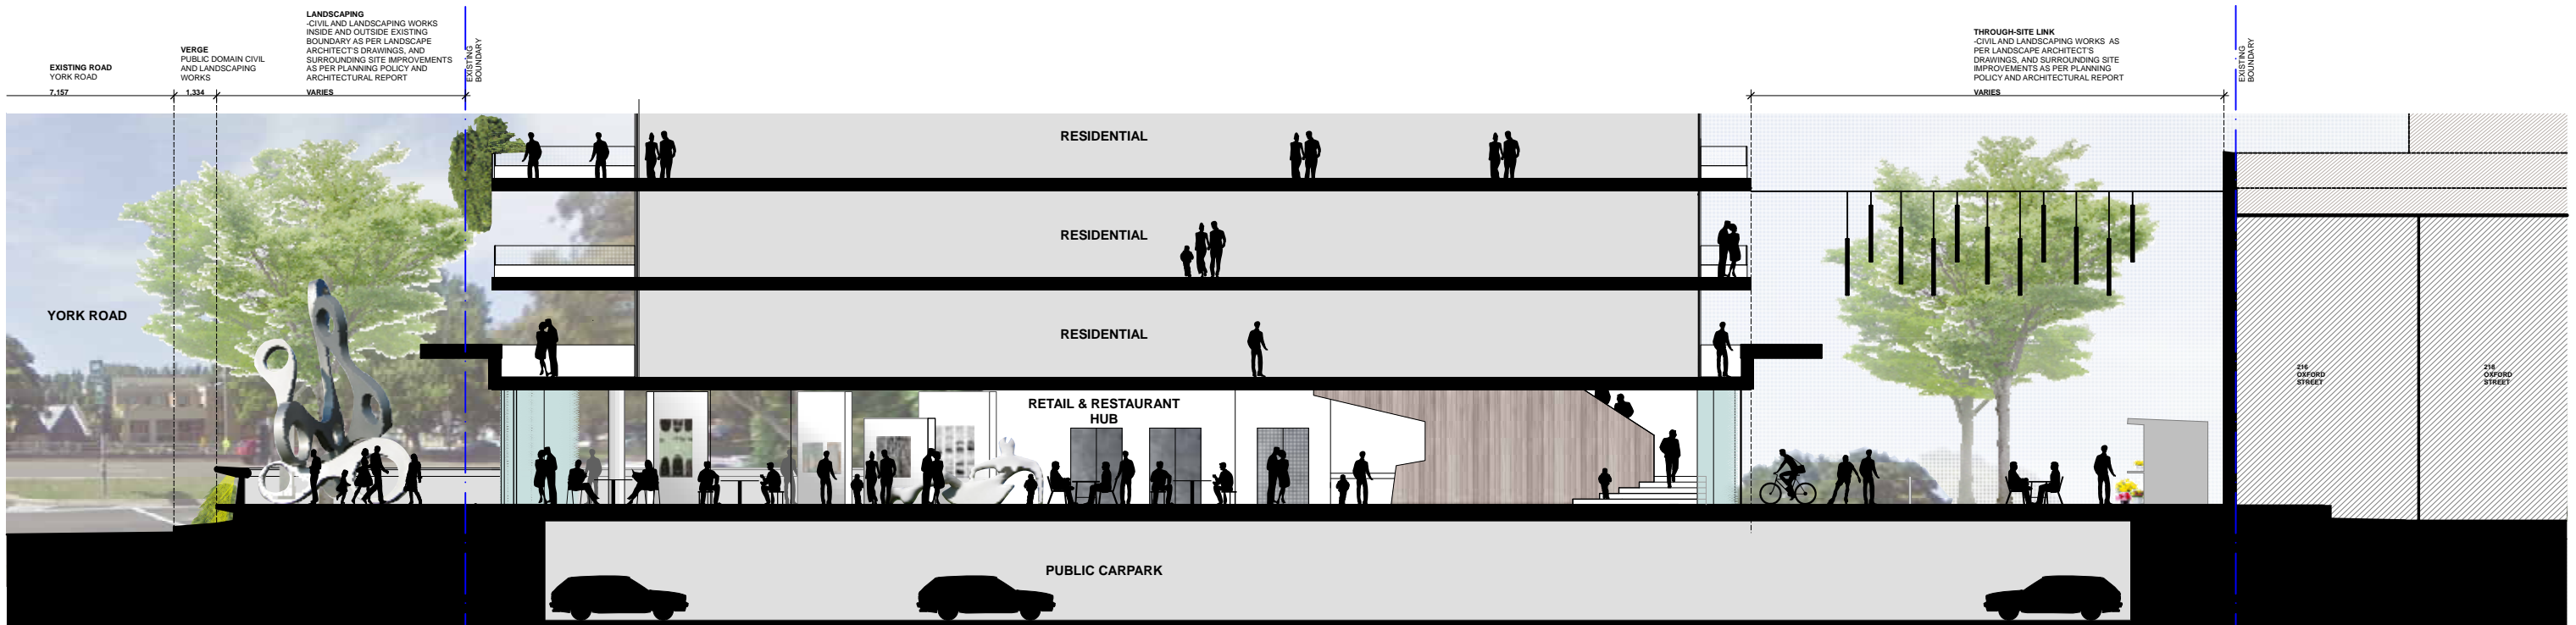 EXISTING ROAD
YORK ROAD
7,157
VERGE
PUBLIC DOMAIN CIVIL
AND LANDSCAPING
WORKS
1,334
LANDSCAPING
-CIVIL AND LANDSCAPING WORKS
INSIDE AND OUTSIDE EXISTING
BOUNDARY AS PER LANDSCAPE
ARCHITECT'S DRAWINGS, AND
SURROUNDING SITE IMPROVEMENTS
AS PER PLANNING POLICY AND
ARCHITECTURAL REPORT
VARIES
EXISTING
BOUNDARY
THROUGH-SITE LINK
-CIVIL AND LANDSCAPING WORKS AS
PER LANDSCAPE ARCHITECT'S
DRAWINGS, AND SURROUNDING SITE
IMPROVEMENTS AS PER PLANNING
POLICY AND ARCHITECTURAL REPORT
VARIES
EXISTING
BOUNDARY
RESIDENTIAL
RESIDENTIAL
YORK ROAD
RESIDENTIAL
216
OXFORD
STREET
218
OXFORD
STREET
RETAIL & RESTAURANT
HUB
PUBLIC CARPARK